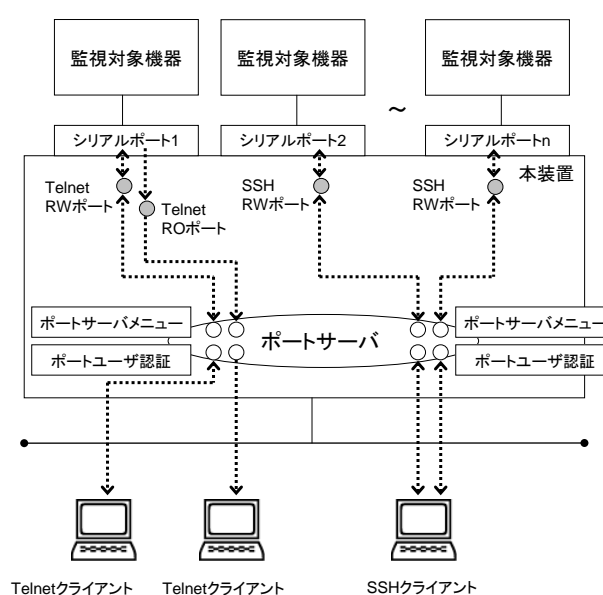 監視対象機器
監視対象機器
監視対象機器
~
シリアルポート1
シリアルポート2
シリアルポートn
本装置
Telnet
RWポート
Telnet
ROポート
SSH
RWポート
SSH
RWポート
ポートサーバメニュー
ポートサーバ
ポートサーバメニュー
ポートユーザ認証
ポートユーザ認証
Telnetクライアント
Telnetクライアント
SSHクライアント